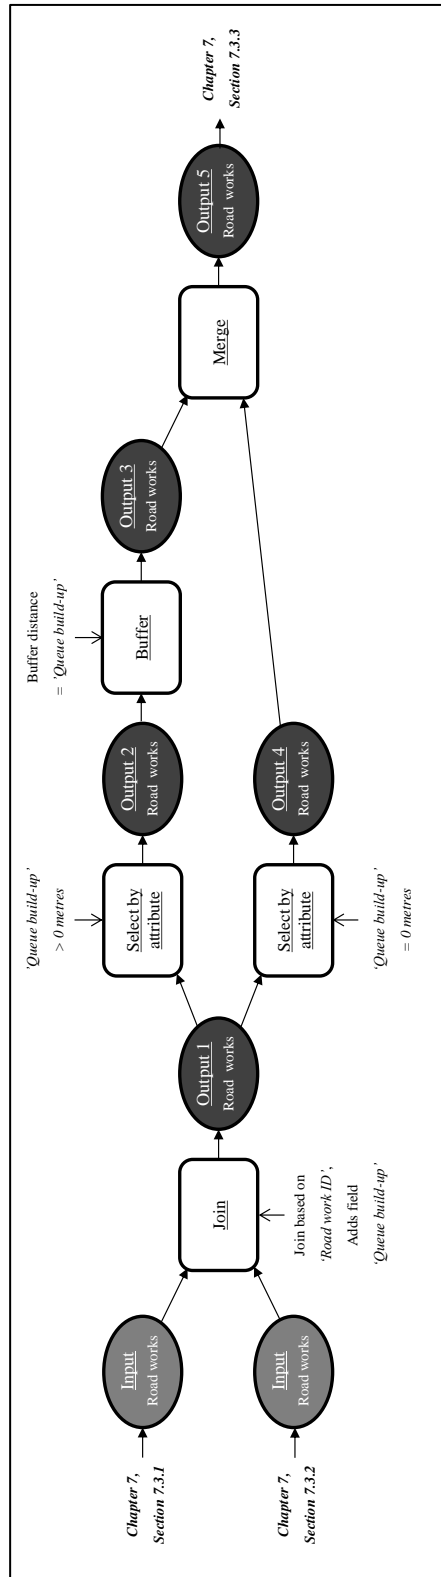 Chapter 7,
Section 7.3.1
Chapter 7,
Section 7.3.2
Input
Road works
Input
Road works
Join
Join based on
‘Road work ID’,
Adds field
‘Queue build-up’
Output 1
Road works
’Queue build-up’
> 0 metres
Select by
attribute
Output 2
Road works
Buffer distance
= ’Queue build-up’
Buffer
Output 3
Road works
Select by
attribute
‘Queue build-up’
= 0 metres
Output 4
Road works
Merge
Output 5
Road works
Chapter 7,
Section 7.3.3